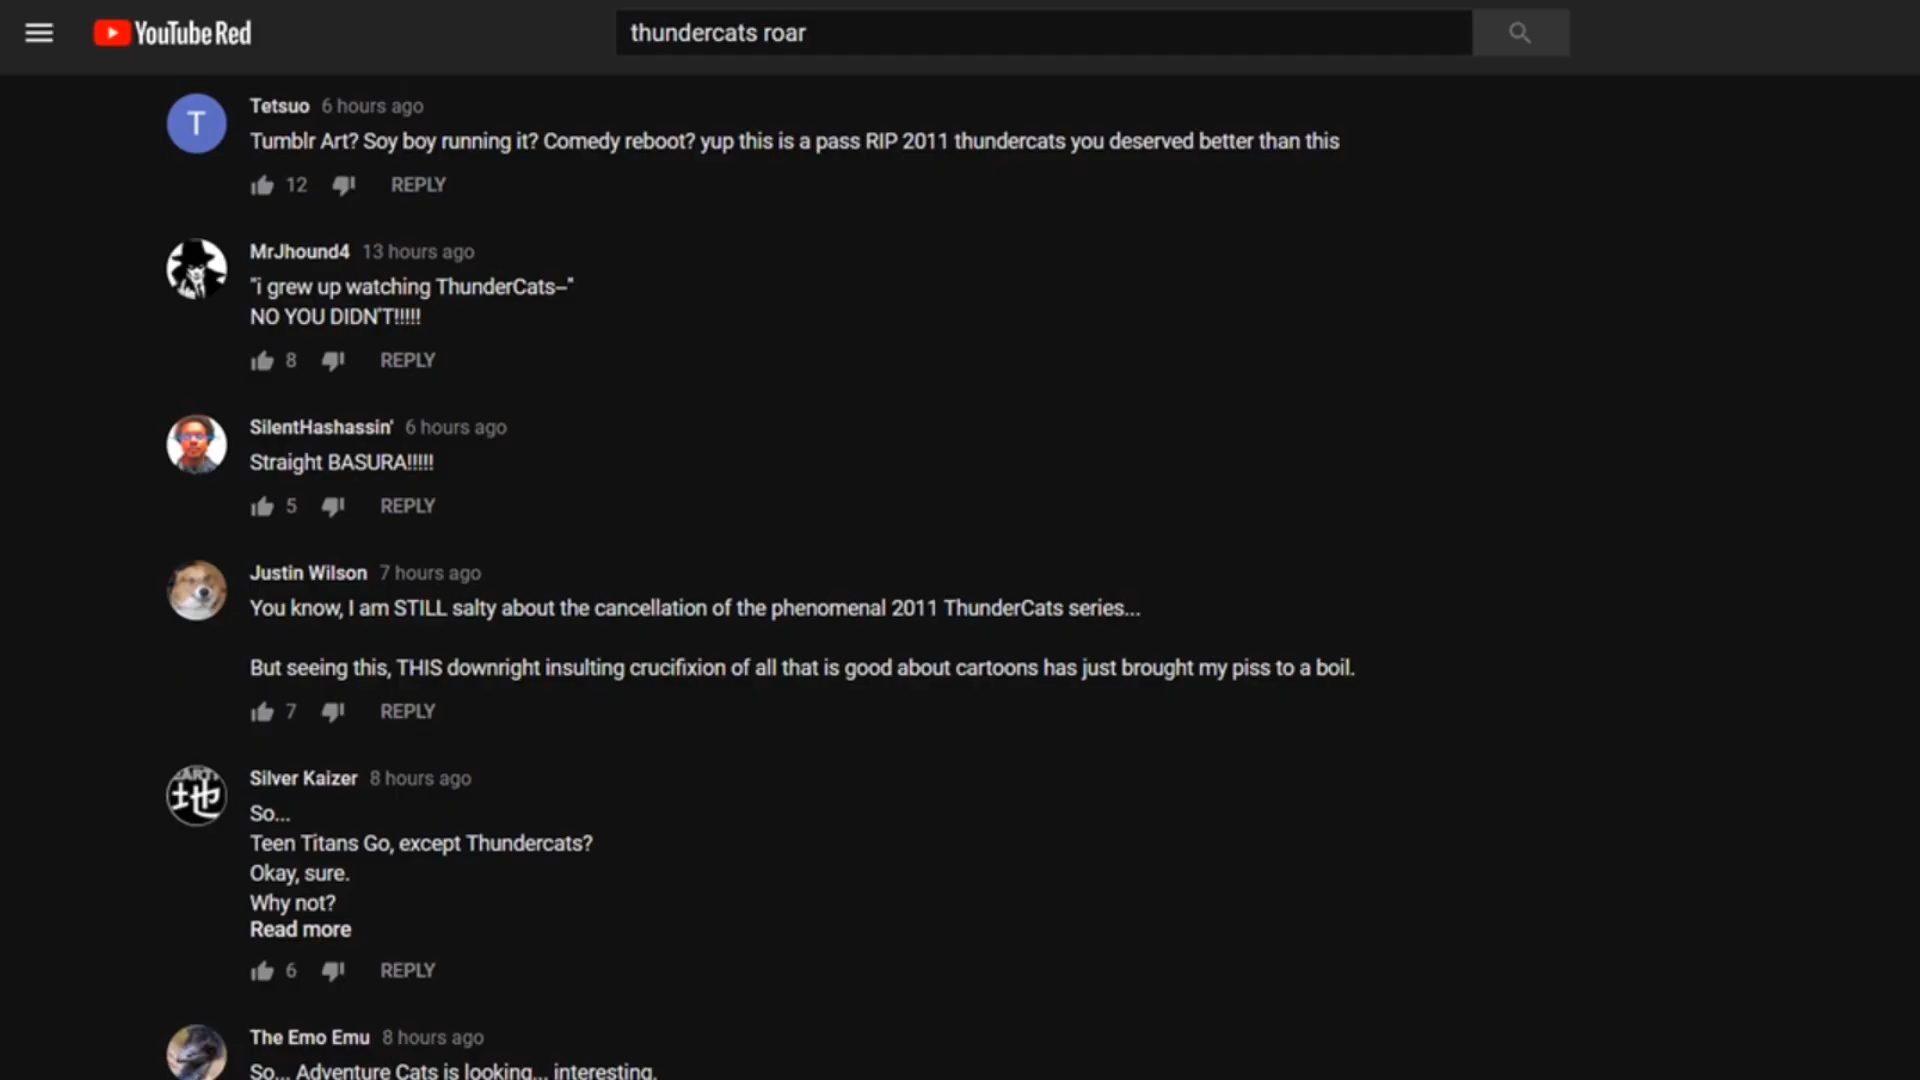 YouTube Red
thundercats roar
T
Tetsuo 6 hours ago
Tumblr Art? Soy boy running it? Comedy reboot? yup this is a pass RIP 2011 thundercats you deserved better than this
12 REPLY
MrJhound4 13 hours ago
"i grew up watching ThunderCats–"
NO YOU DIDN'T!!!!!
8 REPLY
SilentHashassin' 6 hours ago
Straight BASURA!!!!!
5 REPLY
Justin Wilson 7 hours ago
You know, I am STILL salty about the cancellation of the phenomenal 2011 ThunderCats series...
But seeing this, THIS downright insulting crucifixion of all that is good about cartoons has just brought my piss to a boil.
7 REPLY
地
Silver Kaizer 8 hours ago
So...
Teen Titans Go, except Thundercats?
Okay, sure.
Why not?
Read more
6 REPLY
The Emo Emu 8 hours ago
So... Adventure Cats is looking... interesting.